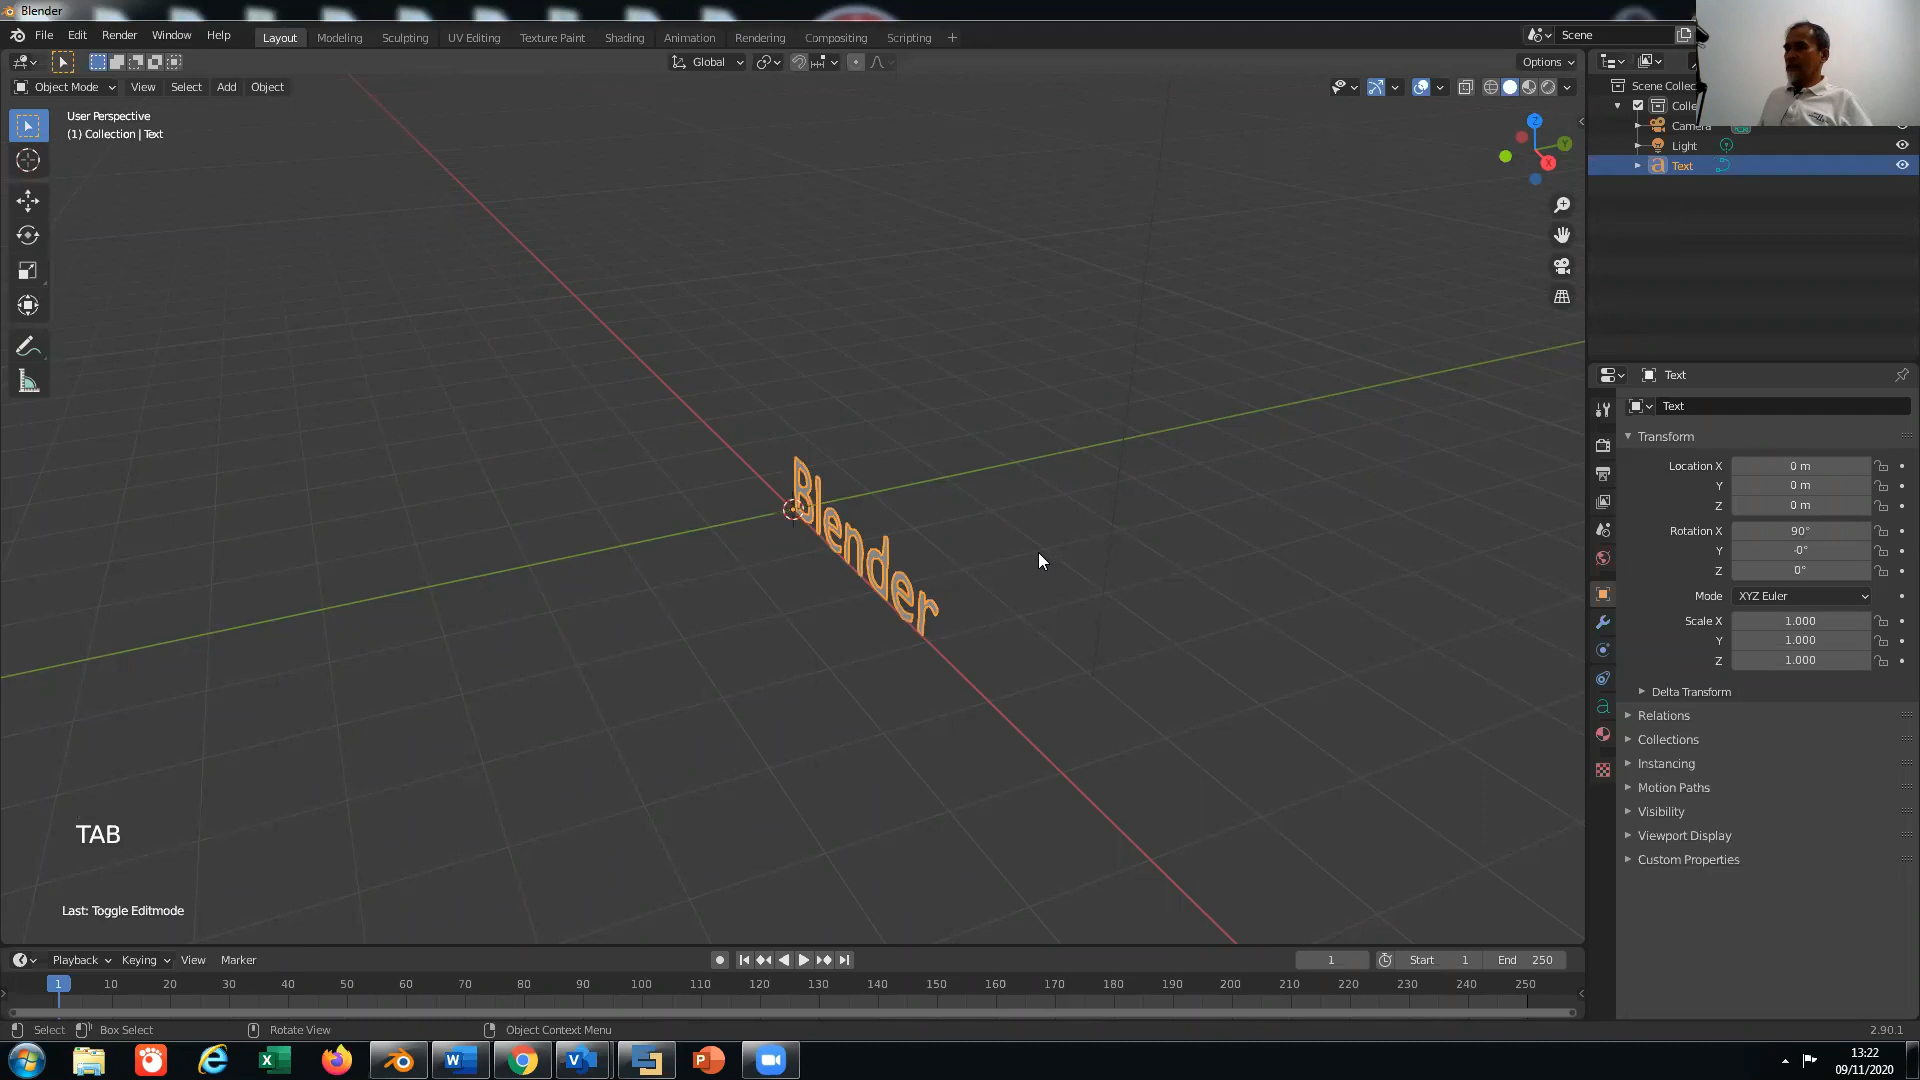 Blender
File Edit Render Window Help Layout Modeling Sculpting UV Editing Texture Paint Shading Animation Rendering Compositing Scripting + Scene
Global Options
Object Mode View Select Add Object
User Perspective
(1) Collection | Text
Scene Collec
Colle
Camera
Light
Text
Z
Y
X
Blender
Text
Text
Transform
Location X 0 m
Y 0 m
Z 0 m
Rotation X 90°
Y -0°
Z 0°
Mode XYZ Euler
Scale X 1.000
Y 1.000
Z 1.000
Delta Transform
Relations
Collections
Instancing
Motion Paths
Visibility
Viewport Display
Custom Properties
TAB
Last: Toggle Editmode
Playback Keying View Marker 1 Start 1 End 250
1 10 20 30 40 50 60 70 80 90 100 110 120 130 140 150 160 170 180 190 200 210 220 230 240 250
Select Box Select Rotate View Object Context Menu 2.90.1
13:22
09/11/2020